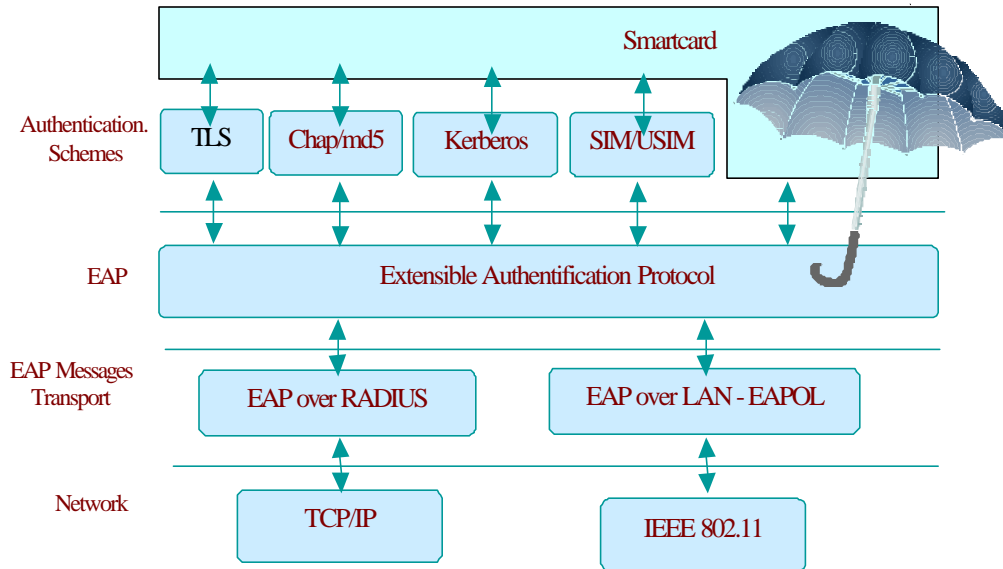 Smartcard
Authentication.
Schemes
TLS
Chap/md5
Kerberos
SIM/USIM
EAP
Extensible Authentification Protocol
EAP Messages
Transport
EAP over RADIUS
EAP over LAN - EAPOL
Network
TCP/IP
IEEE 802.11